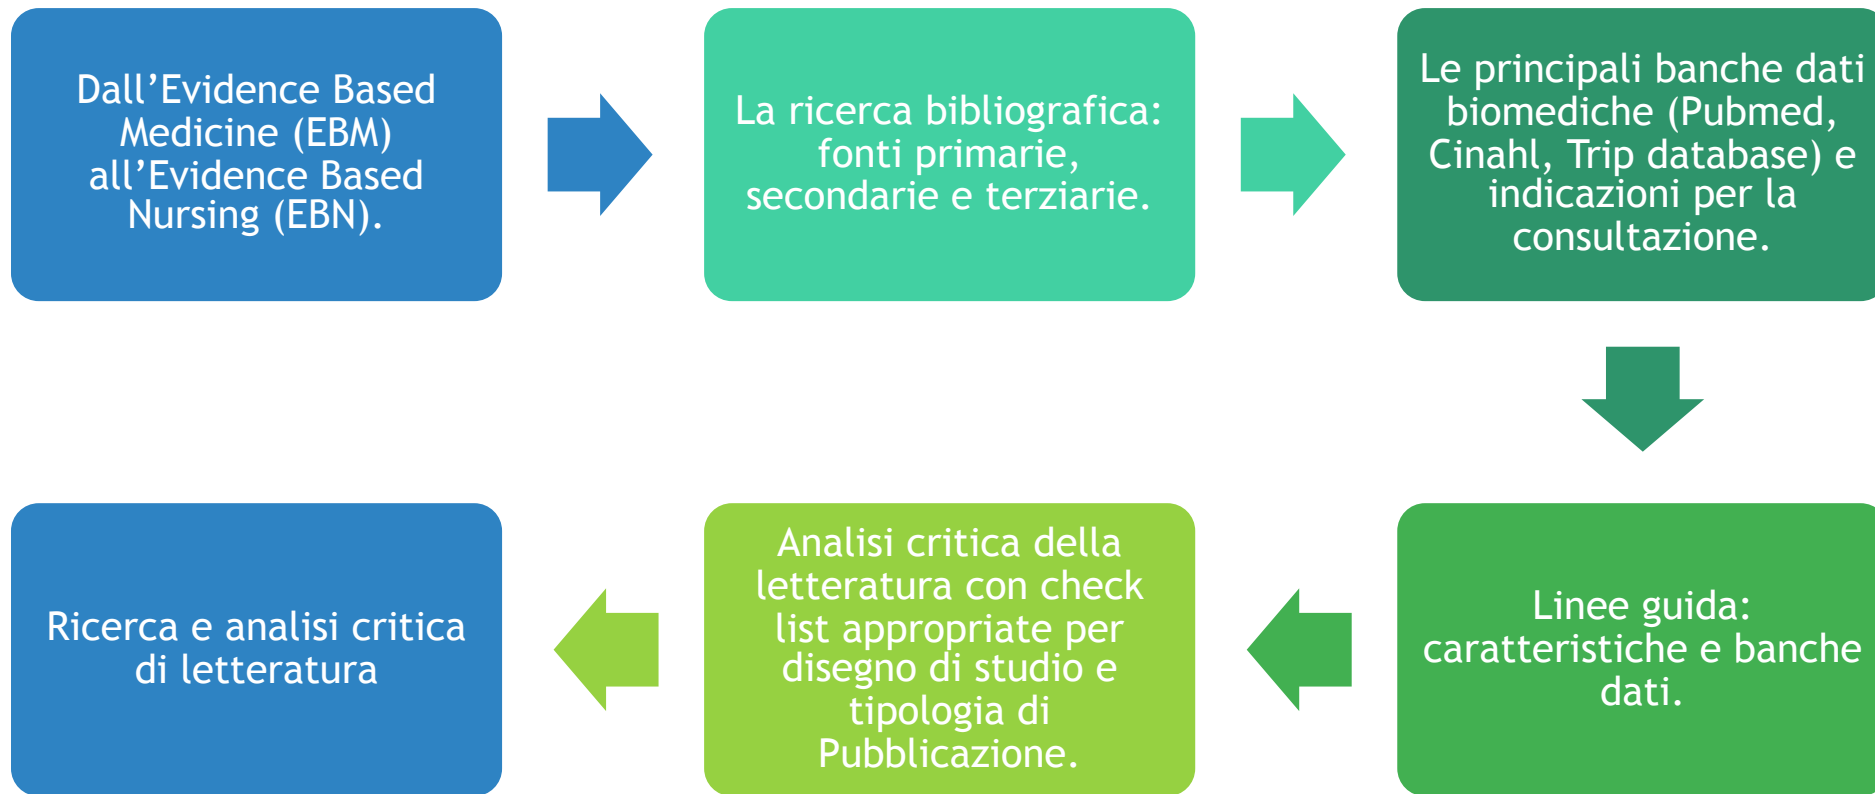 Dall’Evidence Based
Medicine (EBM)
all’Evidence Based
Nursing (EBN).
La ricerca bibliografica:
fonti primarie,
secondarie e terziarie.
Le principali banche dati
biomediche (Pubmed,
Cinahl, Trip database) e
indicazioni per la
consultazione.
Linee guida:
caratteristiche e banche
dati.
Analisi critica della
letteratura con check
list appropriate per
disegno di studio e
tipologia di
Pubblicazione.
Ricerca e analisi critica
di letteratura